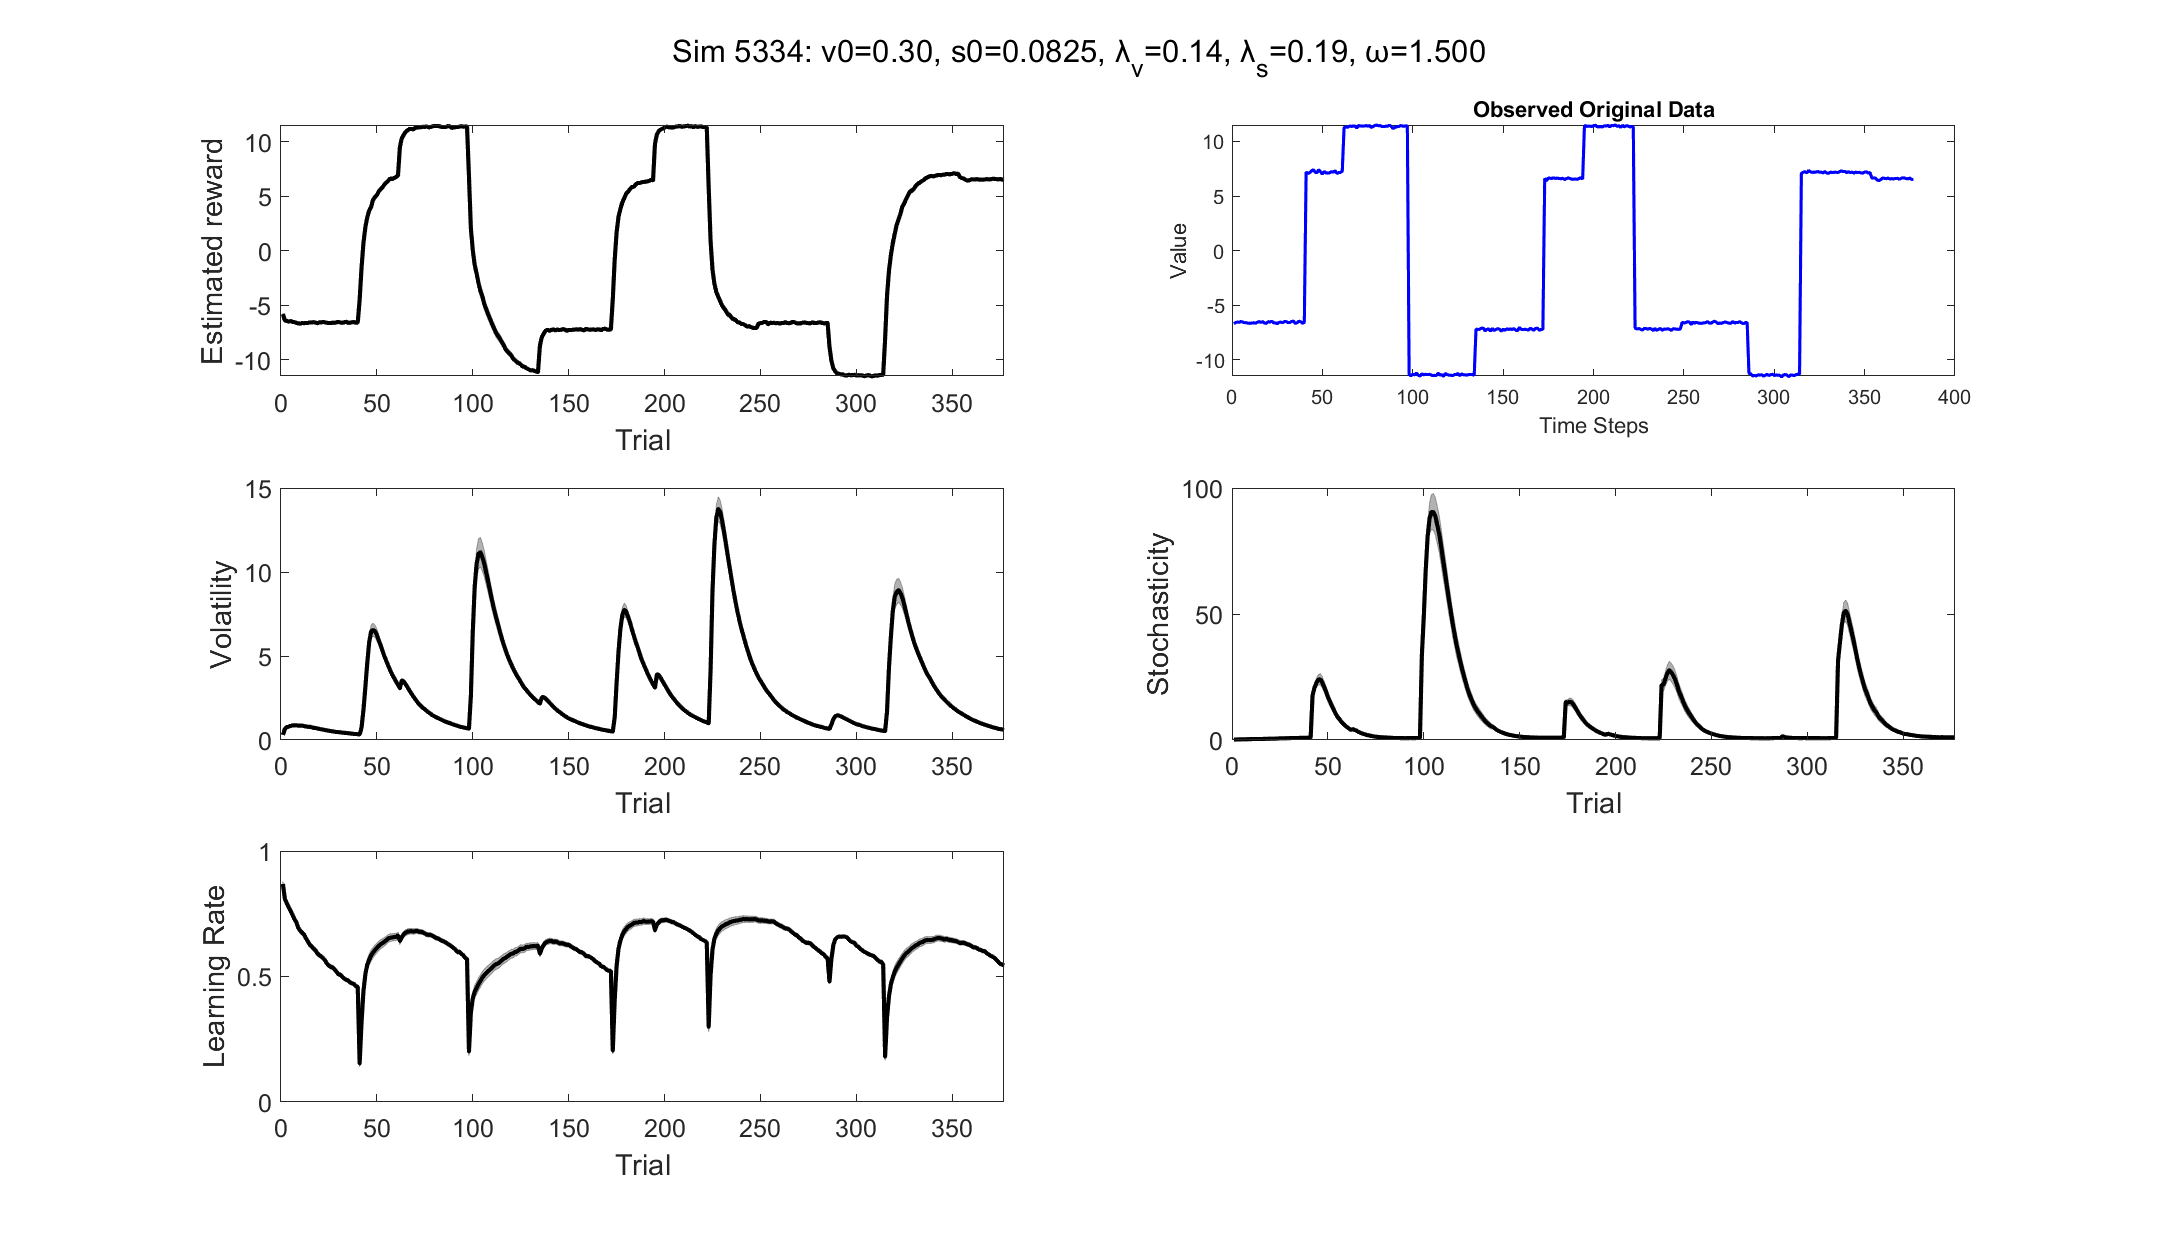 Sim 5334: v0=0.30, s0=0.0825, λ_v=0.14, λ_s=0.19, ω=1.500
Estimated reward
10
5
0
-5
-10
0 50 100 150 200 250 300 350
Trial
Observed Original Data
Value
10
5
0
-5
-10
0 50 100 150 200 250 300 350 400
Time Steps
Volatility
15
10
5
0
0 50 100 150 200 250 300 350
Trial
Stochasticity
100
50
0
0 50 100 150 200 250 300 350
Trial
Learning Rate
1
0.5
0
0 50 100 150 200 250 300 350
Trial